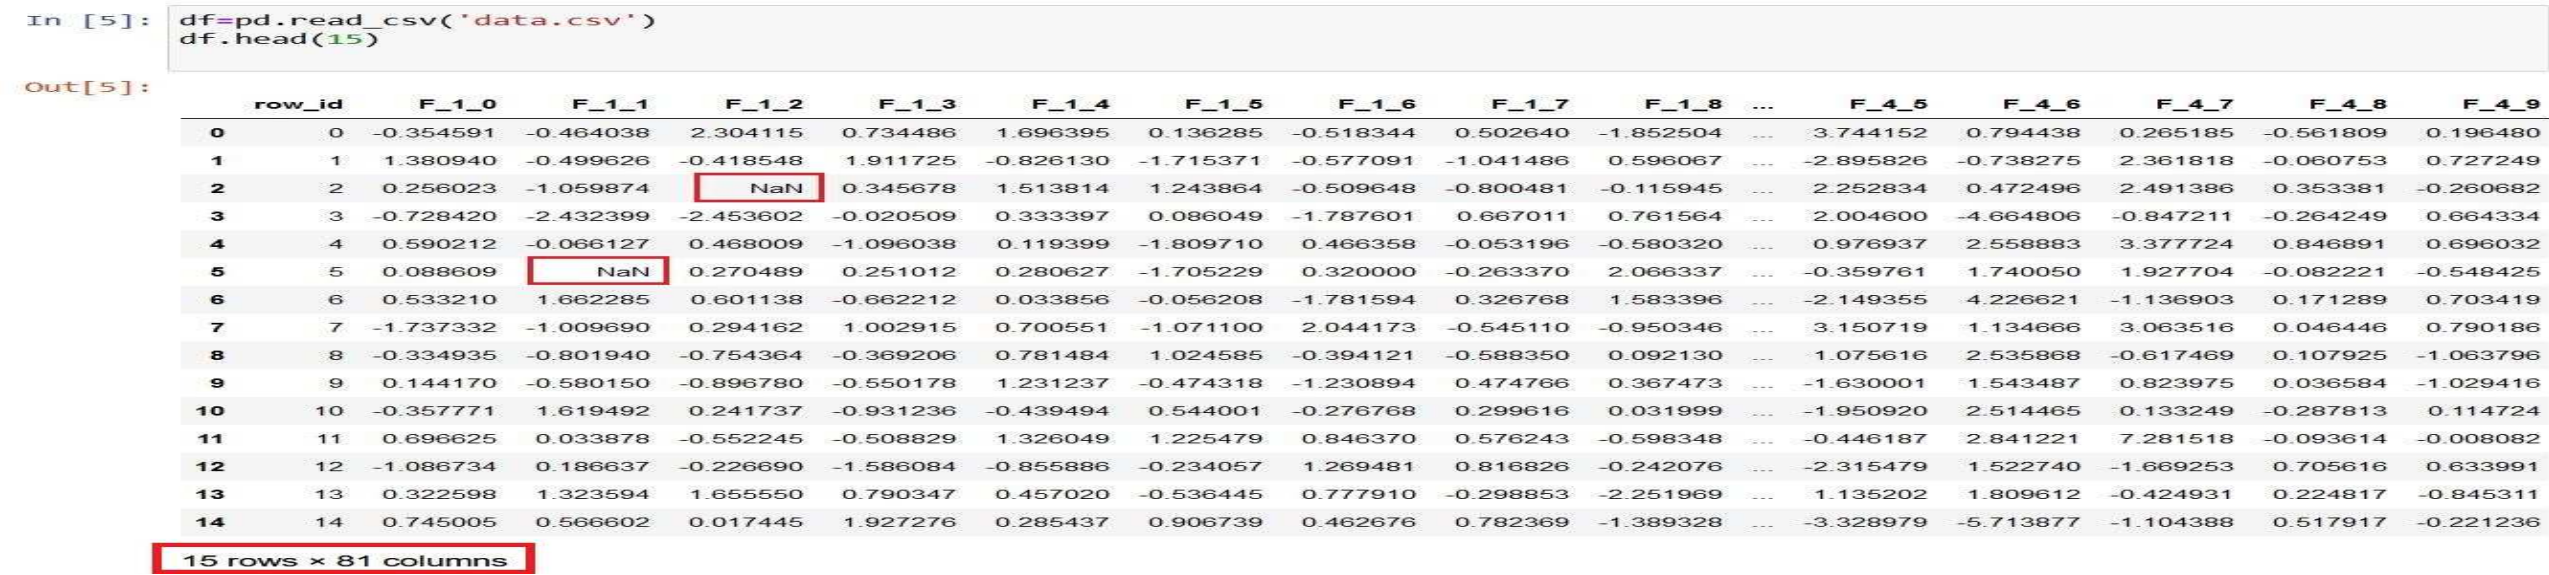 In [5]: df=pd.read_csv('data.csv')
df.head(15)
Out[5]:
row_id F_1_0 F_1_1 F_1_2 F_1_3 F_1_4 F_1_5 F_1_6 F_1_7 F_1_8 ... F_4_5 F_4_6 F_4_7 F_4_8 F_4_9
0 0 -0.354591 -0.464038 2.304115 0.734486 1.696395 0.136285 -0.518344 0.502640 -1.852504 ... 3.744152 0.794438 0.265185 -0.561809 0.196480
1 1 1.380940 -0.499626 -0.418548 1.911725 -0.826130 -1.715371 -0.577091 -1.041486 0.596067 ... -2.895826 -0.738275 2.361818 -0.060753 0.727249
2 2 0.256023 -1.059874 NaN 0.345678 1.513814 1.243864 -0.509648 -0.800481 -0.115945 ... 2.252834 0.472496 2.491386 0.353381 -0.260682
3 3 -0.728420 -2.432399 -2.453602 -0.020509 0.333397 0.086049 -1.787601 0.667011 0.761564 ... 2.004600 -4.664806 -0.847211 -0.264249 0.664334
4 4 0.590212 -0.066127 0.468009 -1.096038 0.119399 -1.809710 0.466358 -0.053196 -0.580320 ... 0.976937 2.558883 3.377724 0.846891 0.696032
5 5 0.088609 NaN 0.270489 0.251012 0.280627 -1.705229 0.320000 -0.263370 2.066337 ... -0.359761 1.740050 1.927704 -0.082221 -0.548425
6 6 0.533210 1.662285 0.601138 -0.662212 0.033856 -0.056208 -1.781594 0.326768 1.583396 ... -2.149355 4.226621 -1.136903 0.171289 0.703419
7 7 -1.737332 -1.009690 0.294162 1.002915 0.700551 -1.071100 2.044173 -0.545110 -0.950346 ... 3.150719 1.134666 3.063516 0.046446 0.790186
8 8 -0.334935 -0.801940 -0.754364 -0.369206 0.781484 1.024585 -0.394121 -0.588350 0.092130 ... 1.075616 2.535868 -0.617469 0.107925 -1.063796
9 9 0.144170 -0.580150 -0.896780 -0.550178 1.231237 -0.474318 -1.230894 0.474766 0.367473 ... -1.630001 1.543487 0.823975 0.036584 -1.029416
10 10 -0.357771 1.619492 0.241737 -0.931236 -0.439494 0.544001 -0.276768 0.299616 0.031999 ... -1.950920 2.514465 0.133249 -0.287813 0.114724
11 11 0.696625 0.033878 -0.552245 -0.508829 1.326049 1.225479 0.846370 0.576243 -0.598348 ... -0.446187 2.841221 7.281518 -0.093614 -0.008082
12 12 -1.086734 0.186637 -0.226690 -1.586084 -0.855886 -0.234057 1.269481 0.816826 -0.242076 ... -2.315479 1.522740 -1.669253 0.705616 0.633991
13 13 0.322598 1.323594 1.655550 0.790347 0.457020 -0.536445 0.777910 -0.298853 -2.251969 ... 1.135202 1.809612 -0.424931 0.224817 -0.845311
14 14 0.745005 0.566602 0.017445 1.927276 0.285437 0.906739 0.462676 0.782369 -1.389328 ... -3.328979 -5.713877 -1.104388 0.517917 -0.221236
15 rows × 81 columns